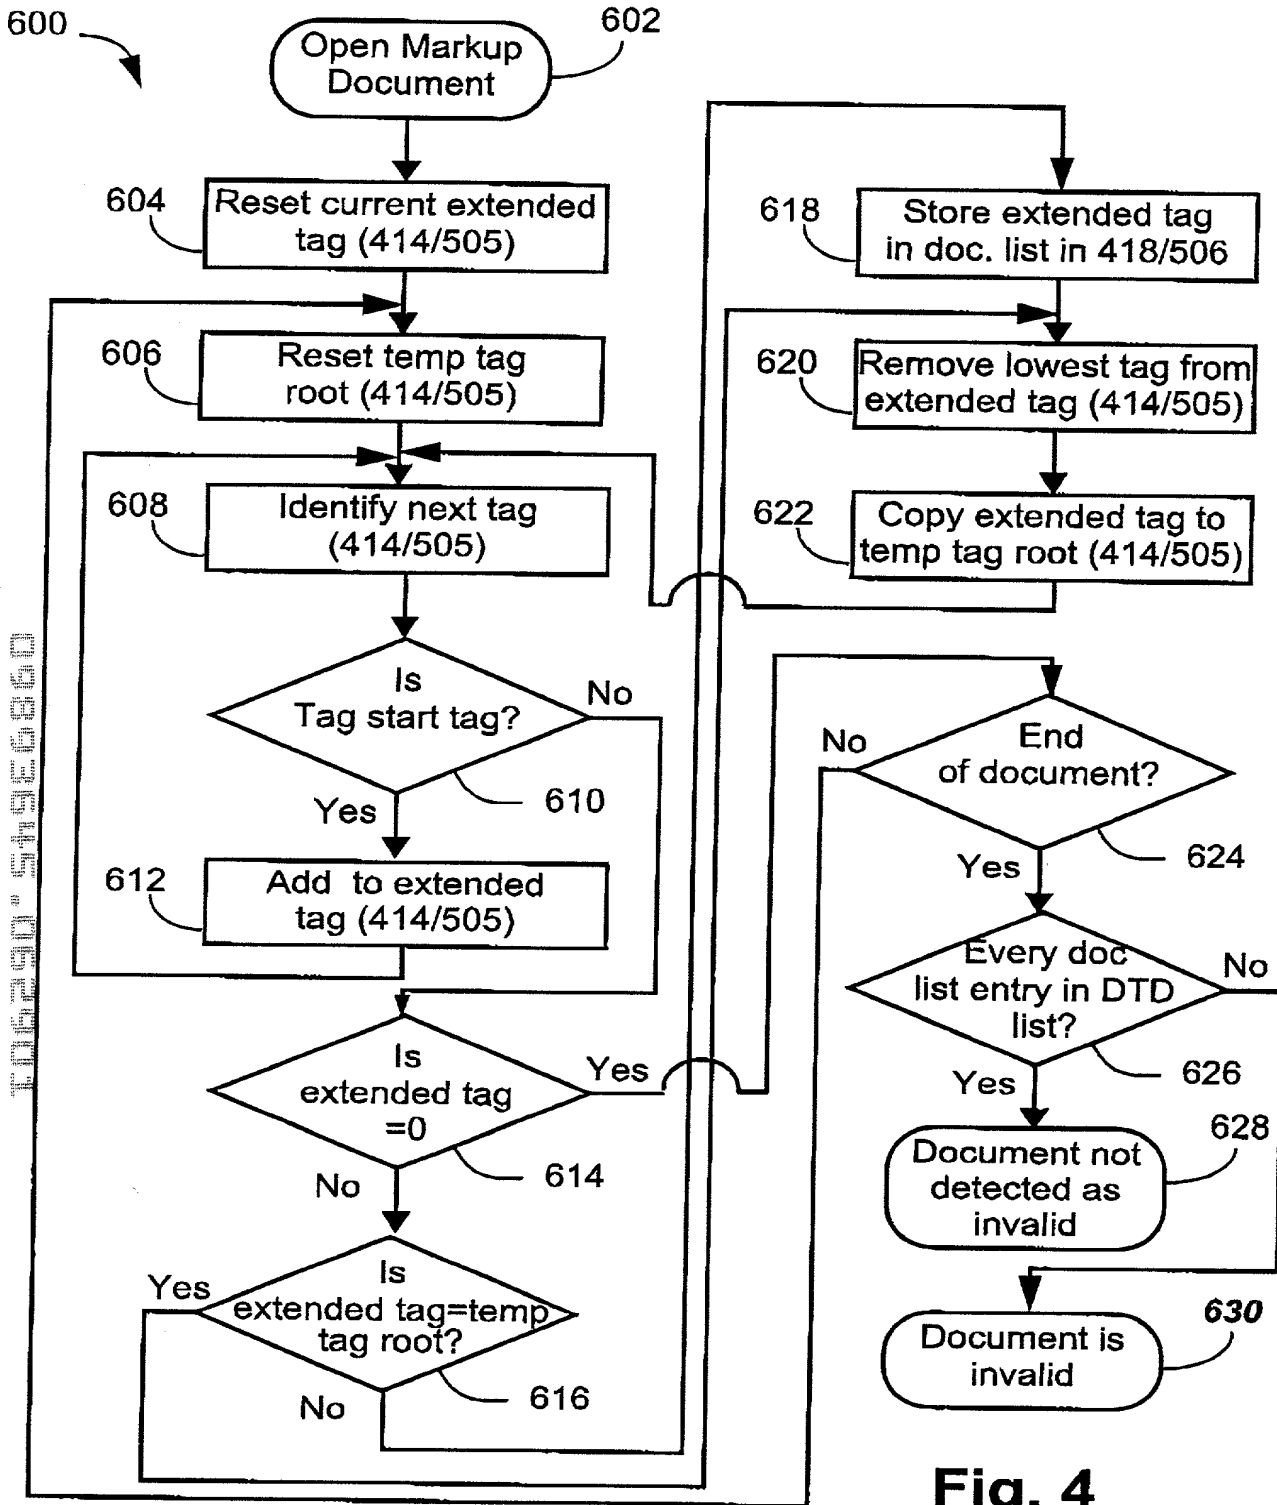 600
602
Open Markup
Document
604
Reset current extended
tag (414/505)
606
Reset temp tag
root (414/505)
608
Identify next tag
(414/505)
Is
Tag start tag?
No
610
Yes
612
Add to extended
tag (414/505)
Is
extended tag
=0
Yes
614
No
Is
extended tag=temp
tag root?
Yes
616
No
618
Store extended tag
in doc. list in 418/506
620
Remove lowest tag from
extended tag (414/505)
622
Copy extended tag to
temp tag root (414/505)
End
of document?
No
624
Yes
Every doc
list entry in DTD
list?
No
626
Yes
628
Document not
detected as
invalid
630
Document is
invalid
Fig. 4
09893645.062901